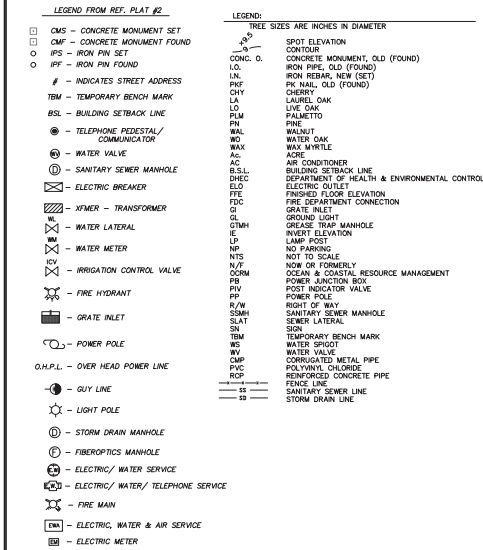 LEGEND FROM REF. PLAT #2
CMS - CONCRETE MONUMENT SET
CMF - CONCRETE MONUMENT FOUND
IPS - IRON PIN SET
IPF - IRON PIN FOUND
# - INDICATES STREET ADDRESS
TBM - TEMPORARY BENCH MARK
BSL - BUILDING SETBACK LINE
- TELEPHONE PEDESTAL/
COMMUNICATOR
WV - WATER VALVE
D - SANITARY SEWER MANHOLE
- ELECTRIC BREAKER
- XFMER - TRANSFORMER
WL
- WATER LATERAL
WM
- WATER METER
ICV
- IRRIGATION CONTROL VALVE
- FIRE HYDRANT
- GRATE INLET
- POWER POLE
O.H.P.L. - OVER HEAD POWER LINE
- GUY LINE
- LIGHT POLE
D - STORM DRAIN MANHOLE
F - FIBEROPTICS MANHOLE
E,W - ELECTRIC/ WATER SERVICE
E,W,T - ELECTRIC/ WATER/ TELEPHONE SERVICE
- FIRE MAIN
EWA - ELECTRIC, WATER & AIR SERVICE
EM - ELECTRIC METER
LEGEND:
TREE SIZES ARE INCHES IN DIAMETER
x9.5 SPOT ELEVATION
9 CONTOUR
CONC. O. CONCRETE MONUMENT, OLD (FOUND)
I.O. IRON PIPE, OLD (FOUND)
I.N. IRON REBAR, NEW (SET)
PKF PK NAIL, OLD (FOUND)
CHY CHERRY
LA LAUREL OAK
LO LIVE OAK
PLM PALMETTO
PN PINE
WAL WALNUT
WO WATER OAK
WAX WAX MYRTLE
Ac. ACRE
AC AIR CONDITIONER
B.S.L. BUILDING SETBACK LINE
DHEC DEPARTMENT OF HEALTH & ENVIRONMENTAL CONTROL
ELO ELECTRIC OUTLET
FFE FINISHED FLOOR ELEVATION
FDC FIRE DEPARTMENT CONNECTION
GI GRATE INLET
GL GROUND LIGHT
GTMH GREASE TRAP MANHOLE
IE INVERT ELEVATION
LP LAMP POST
NP NO PARKING
NTS NOT TO SCALE
N/F NOW OR FORMERLY
OCRM OCEAN & COASTAL RESOURCE MANAGEMENT
PB POWER JUNCTION BOX
PIV POST INDICATOR VALVE
PP POWER POLE
R/W RIGHT OF WAY
SSMH SANITARY SEWER MANHOLE
SLAT SEWER LATERAL
SN SIGN
TBM TEMPORARY BENCH MARK
WS WATER SPIGOT
WV WATER VALVE
CMP CORRUGATED METAL PIPE
PVC POLYVINYL CHLORIDE
RCP REINFORCED CONCRETE PIPE
x x FENCE LINE
SS SANITARY SEWER LINE
SD STORM DRAIN LINE